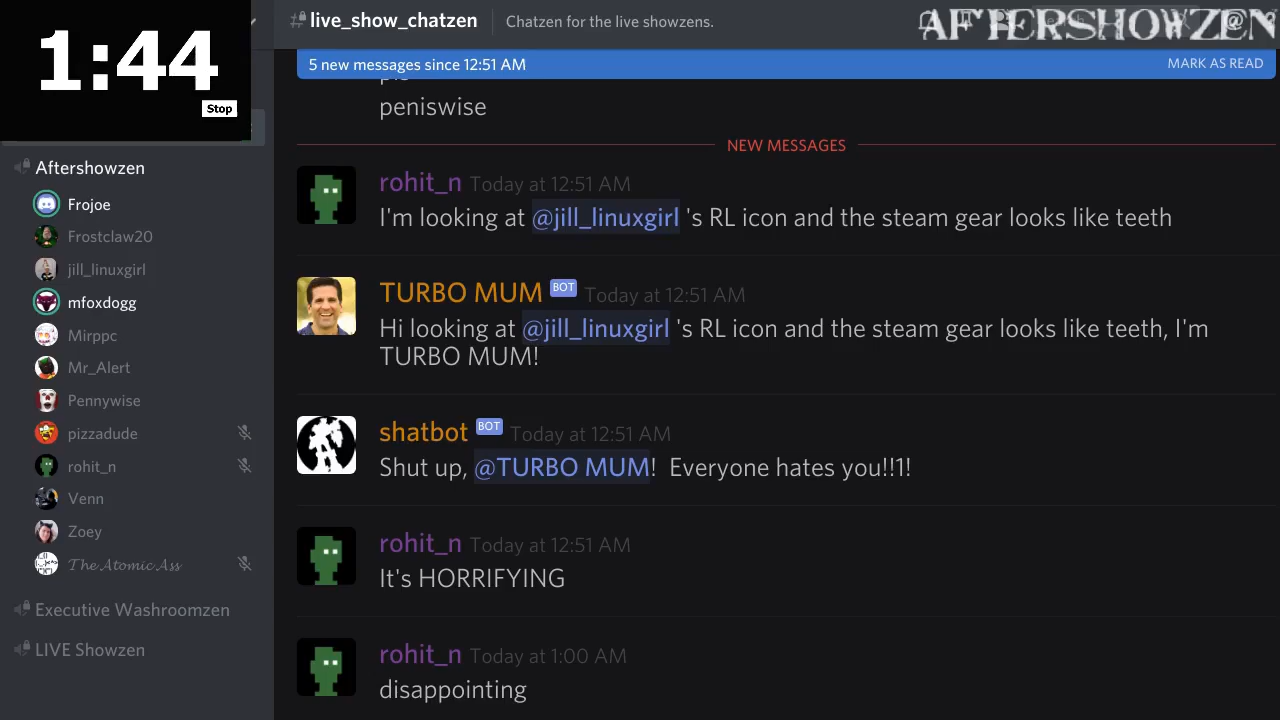 1:44
Stop
live_show_chatzen
Chatzen for the live showzens.
AFTERSHOWZEN
5 new messages since 12:51 AM
MARK AS READ
peniswise
NEW MESSAGES
rohit_n Today at 12:51 AM
I'm looking at @jill_linuxgirl 's RL icon and the steam gear looks like teeth
TURBO MUM BOT Today at 12:51 AM
Hi looking at @jill_linuxgirl 's RL icon and the steam gear looks like teeth, I'm
TURBO MUM!
shatbot BOT Today at 12:51 AM
Shut up, @TURBO MUM!  Everyone hates you!!1!
rohit_n Today at 12:51 AM
It's HORRIFYING
rohit_n Today at 1:00 AM
disappointing
Aftershowzen
Frojoe
Frostclaw20
jill_linuxgirl
mfoxdogg
Mirppc
Mr_Alert
Pennywise
pizzadude
rohit_n
Venn
Zoey
The Atomic Ass
Executive Washroomzen
LIVE Showzen